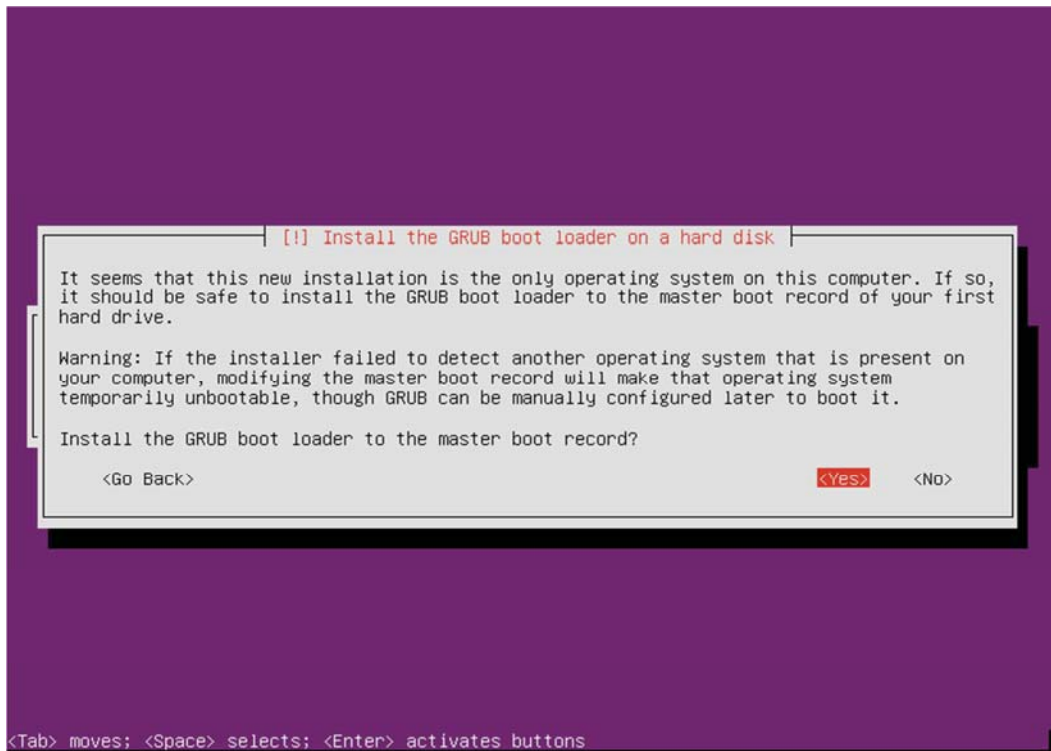 [!] Install the GRUB boot loader on a hard disk
It seems that this new installation is the only operating system on this computer. If so,
it should be safe to install the GRUB boot loader to the master boot record of your first
hard drive.
Warning: If the installer failed to detect another operating system that is present on
your computer, modifying the master boot record will make that operating system
temporarily unbootable, though GRUB can be manually configured later to boot it.
Install the GRUB boot loader to the master boot record?
<Go Back> <Yes> <No>
<Tab> moves; <Space> selects; <Enter> activates buttons